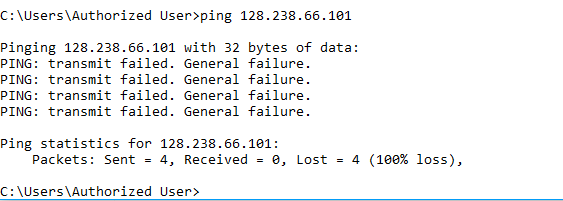 C:\Users\Authorized User>ping 128.238.66.101
Pinging 128.238.66.101 with 32 bytes of data:
PING: transmit failed. General failure.
PING: transmit failed. General failure.
PING: transmit failed. General failure.
PING: transmit failed. General failure.
Ping statistics for 128.238.66.101:
    Packets: Sent = 4, Received = 0, Lost = 4 (100% loss),
C:\Users\Authorized User>